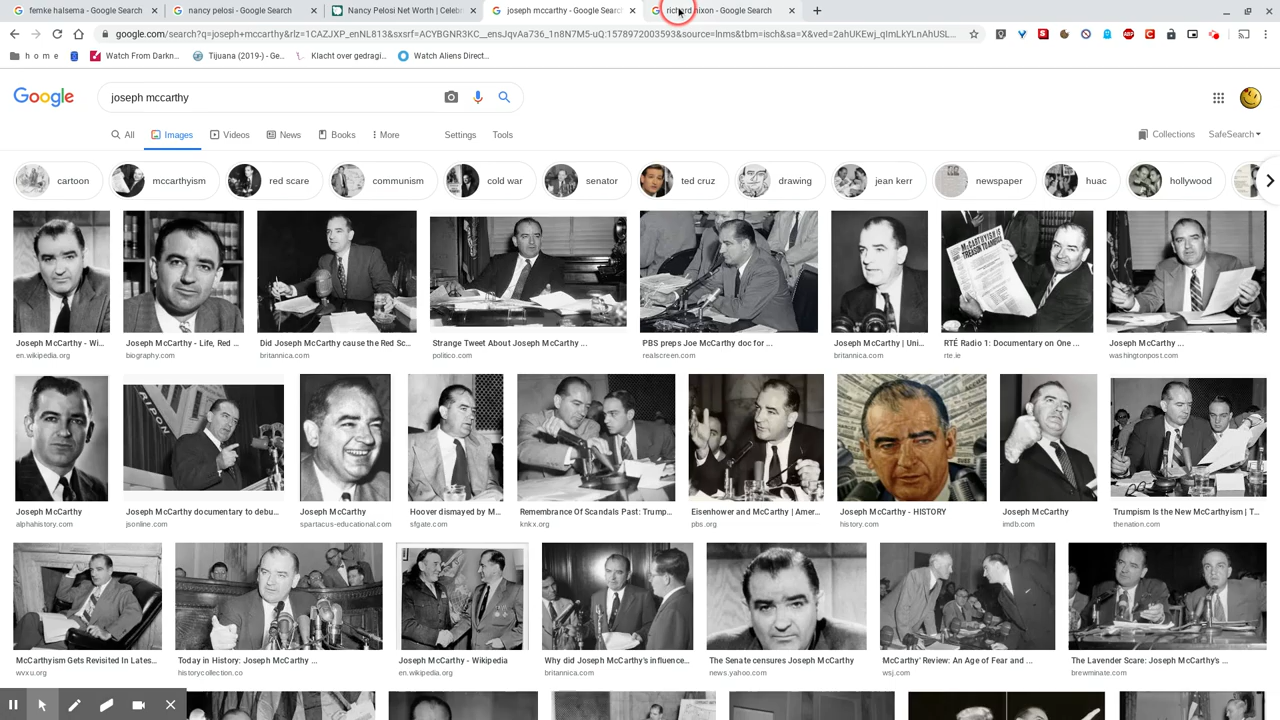 femke halsema - Google Search
nancy pelosi - Google Search
Nancy Pelosi Net Worth | Celebr
joseph mccarthy - Google Search
nixon - Google Search
google.com/search?q=joseph+mccarthy&rlz=1CAZJXP_enNL813&sxsrf=ACYBGNR3KC__ensJqvAa736_1n8N7M5-uQ:1578972003593&source=lnms&tbm=isch&sa=X&ved=2ahUKEwj_qImLkYLnAhUSL...
h o m e
Watch From Darkn...
Tijuana (2019-) - Ge...
Klacht over gedragi...
Watch Aliens Direct...
Google
joseph mccarthy
All Images Videos News Books More Settings Tools
Collections SafeSearch
cartoon mccarthyism red scare communism cold war senator ted cruz drawing jean kerr newspaper huac hollywood
Joseph McCarthy - Wi...
en.wikipedia.org
Joseph McCarthy - Life, Red ...
biography.com
Did Joseph McCarthy cause the Red Sc...
britannica.com
Strange Tweet About Joseph McCarthy ...
politico.com
PBS preps Joe McCarthy doc for ...
realscreen.com
Joseph McCarthy | Uni...
britannica.com
RTÉ Radio 1: Documentary on One ...
rte.ie
Joseph McCarthy ...
washingtonpost.com
RIPON
Joseph McCarthy
alphahistory.com
Joseph McCarthy documentary to debu...
jsonline.com
Joseph McCarthy
spartacus-educational.com
Hoover dismayed by M...
sfgate.com
Remembrance Of Scandals Past: Trump...
knkx.org
Eisenhower and McCarthy | Amer...
pbs.org
Joseph McCarthy - HISTORY
history.com
Joseph McCarthy
imdb.com
Trumpism Is the New McCarthyism | T...
thenation.com
McCarthyism Gets Revisited In Lates...
wvxu.org
Today in History: Joseph McCarthy ...
historycollection.co
Joseph McCarthy - Wikipedia
en.wikipedia.org
Why did Joseph McCarthy's influence...
britannica.com
The Senate censures Joseph McCarthy
news.yahoo.com
McCarthy' Review: An Age of Fear and ...
wsj.com
The Lavender Scare: Joseph McCarthy's ...
brewminate.com